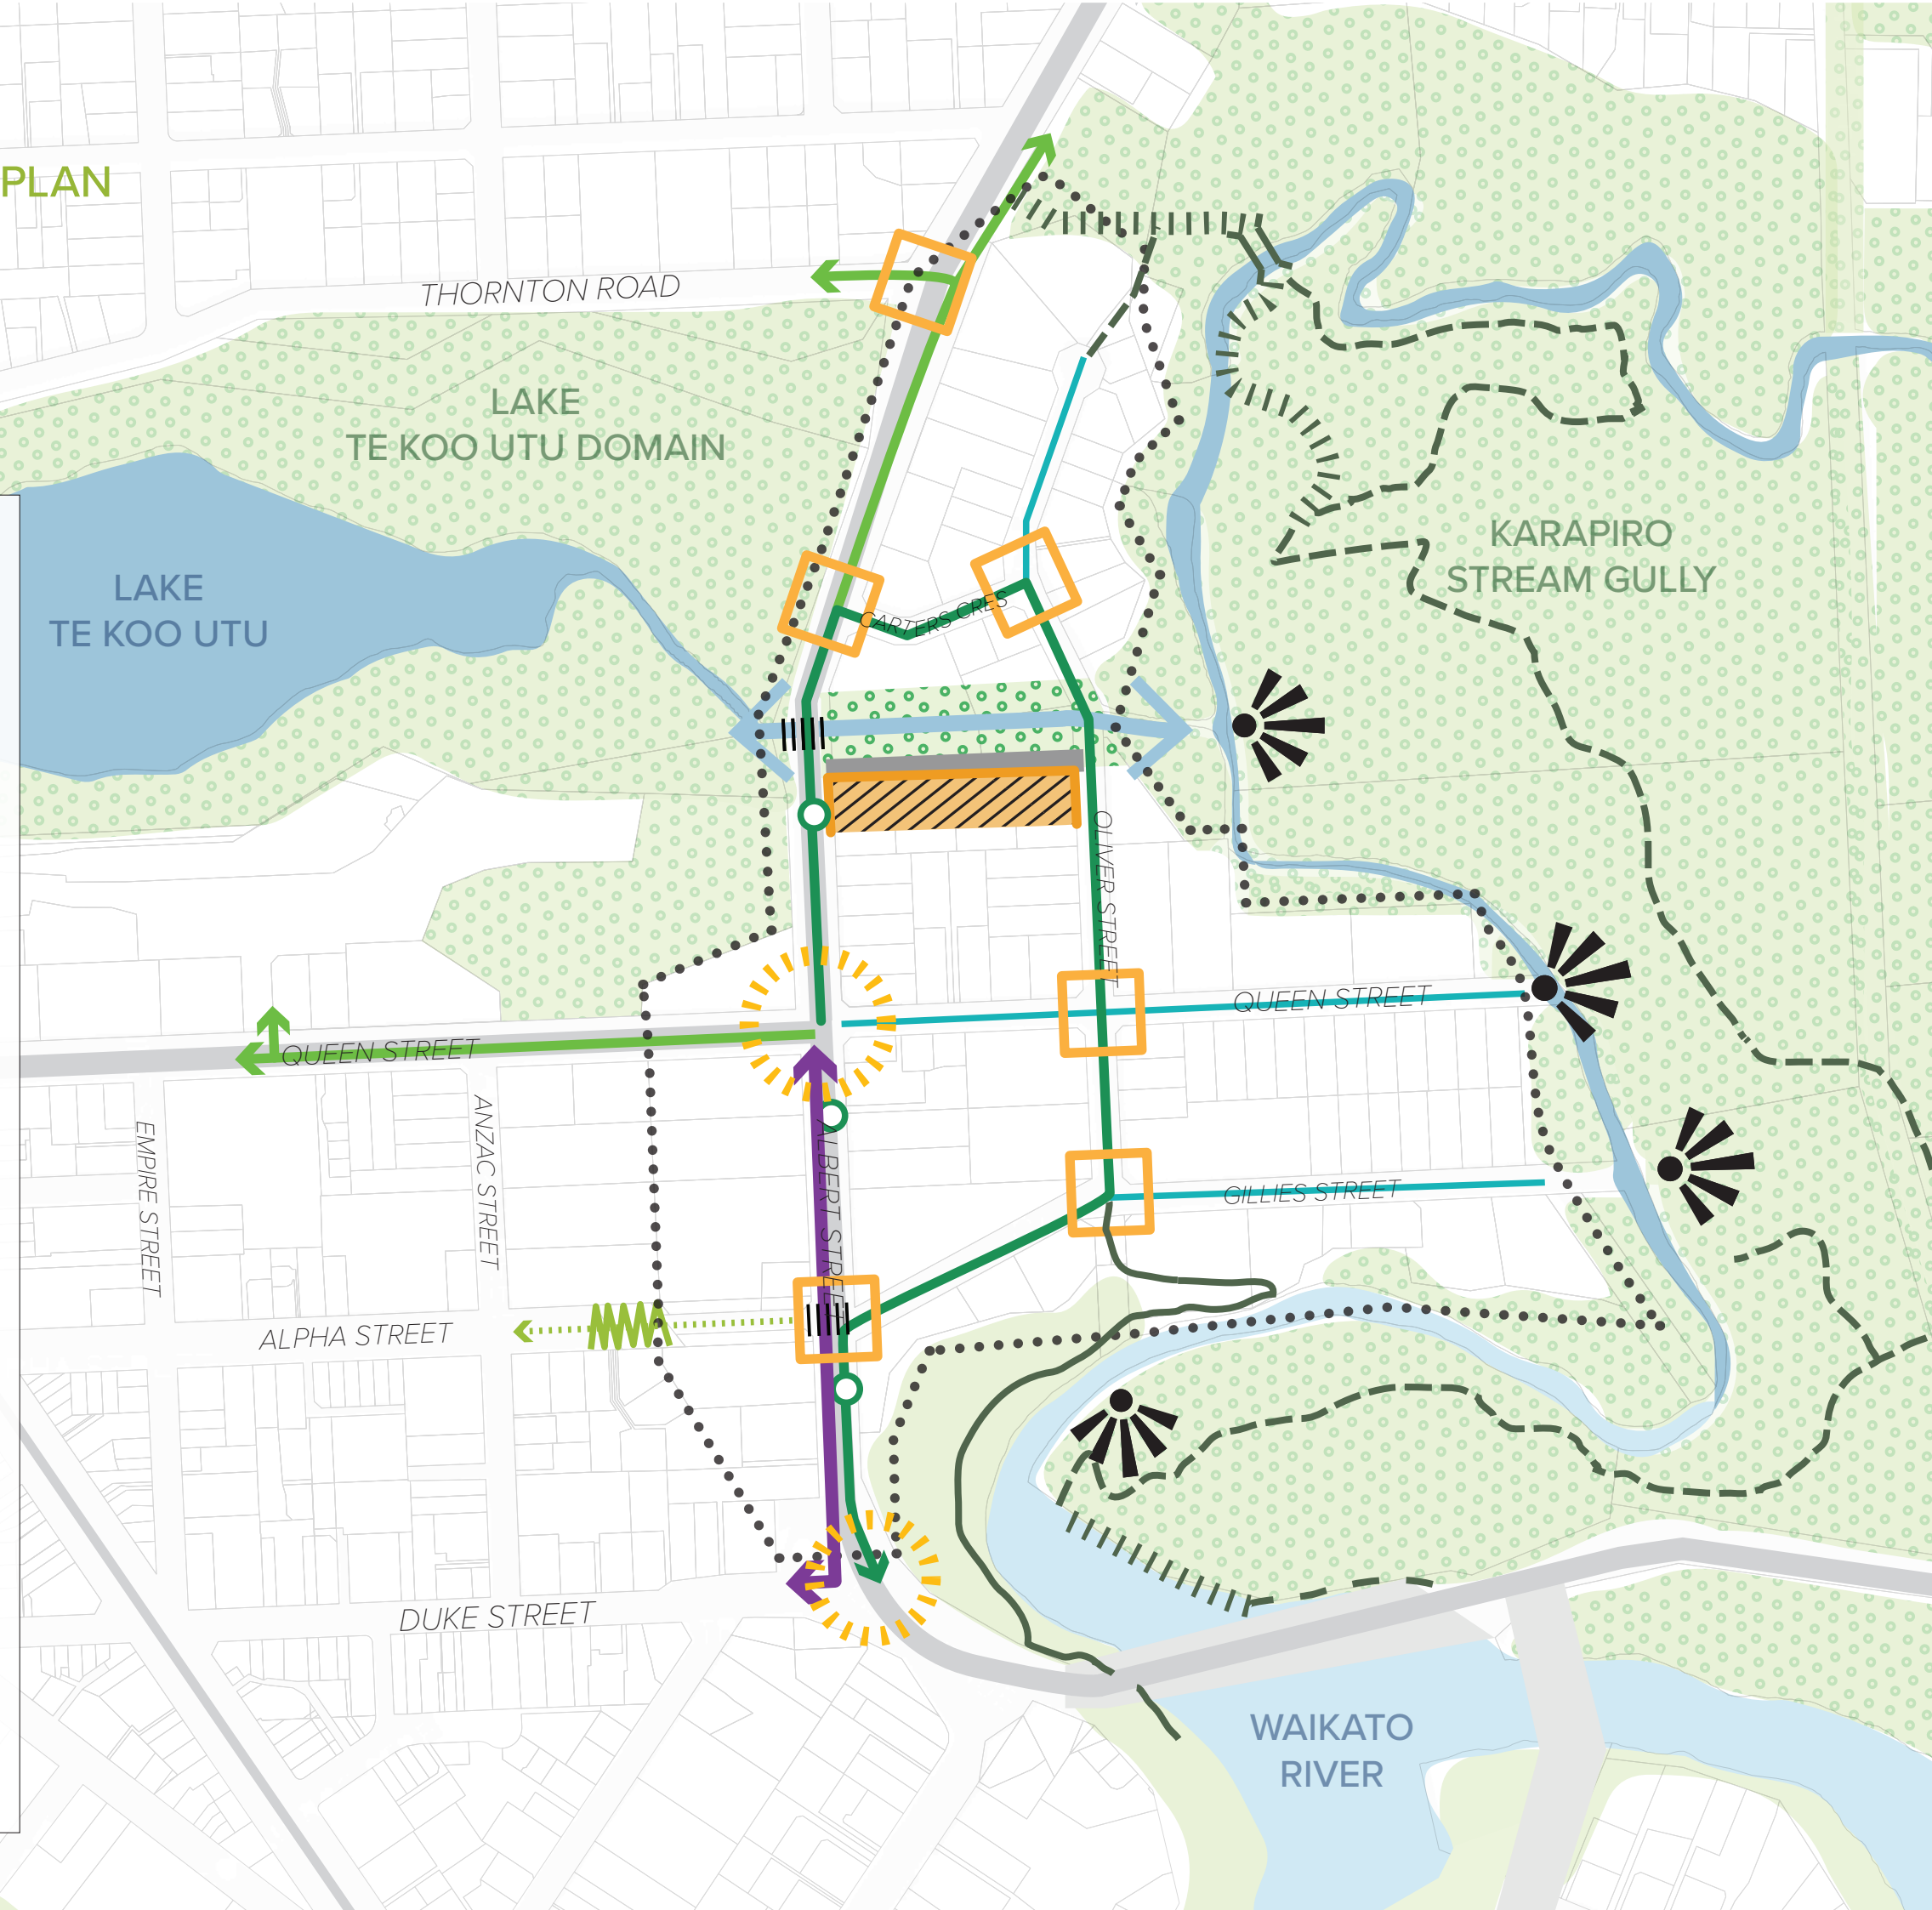 PLAN
THORNTON ROAD
LAKE
TE KOO UTU DOMAIN
LAKE
TE KOO UTU
KARAPIRO
STREAM GULLY
CARTERS CRES
OLIVER STREET
QUEEN STREET
QUEEN STREET
EMPIRE STREET
ANZAC STREET
ALBERT STREET
GILLIES STREET
ALPHA STREET
DUKE STREET
WAIKATO
RIVER